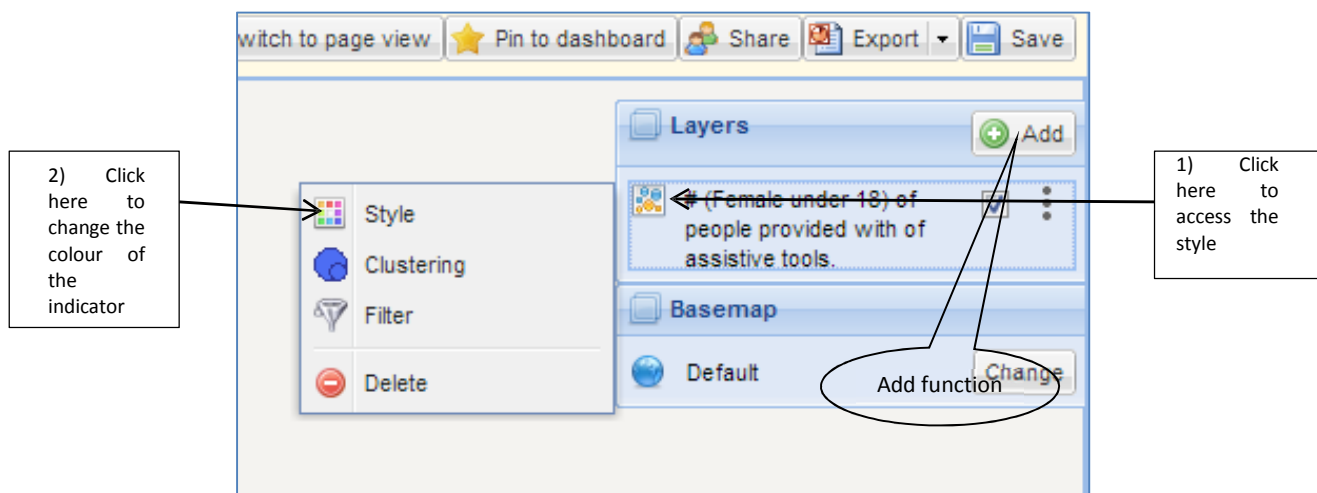 witch to page view Pin to dashboard Share Export Save
Layers
Add
# (Female under 18) of
people provided with of
assistive tools.
Basemap
Default
Change
Add function
Style
Clustering
Filter
Delete
2) Click
here to
change the
colour of
the
indicator
1) Click
here to
access the
style